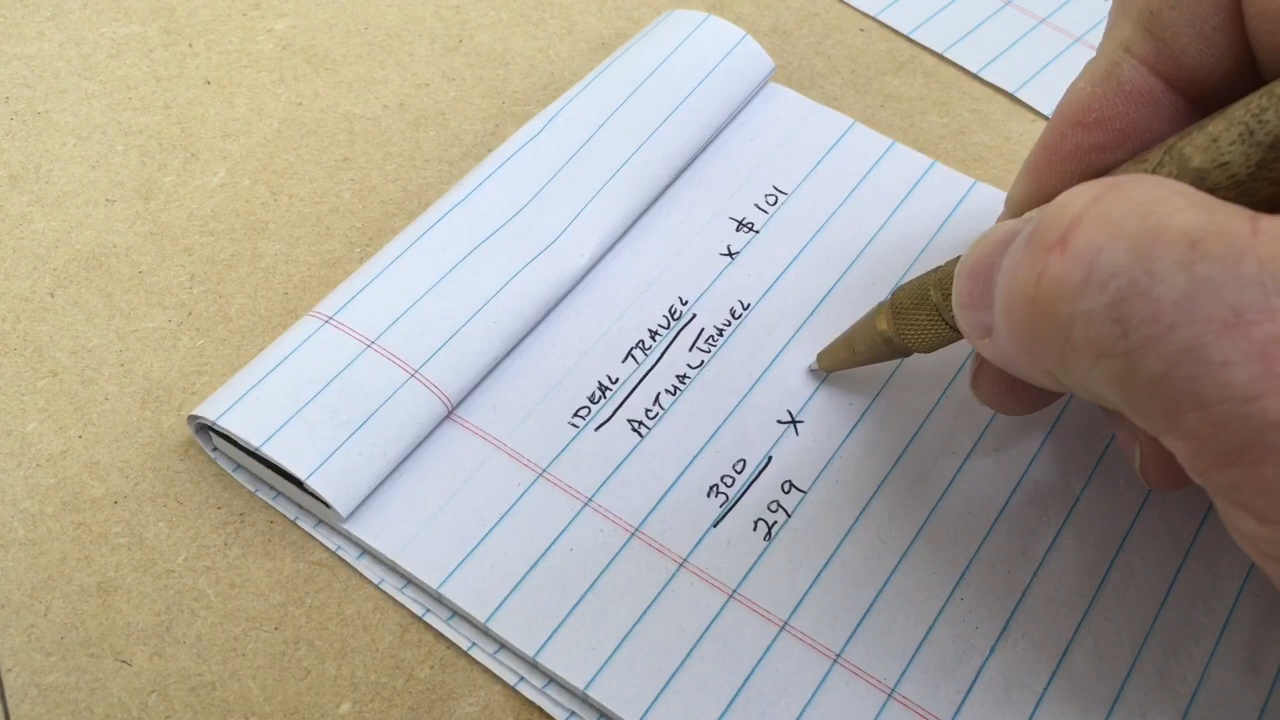 IDEAL TRAVEL x $101
ACTUAL TRAVEL
300 x
299